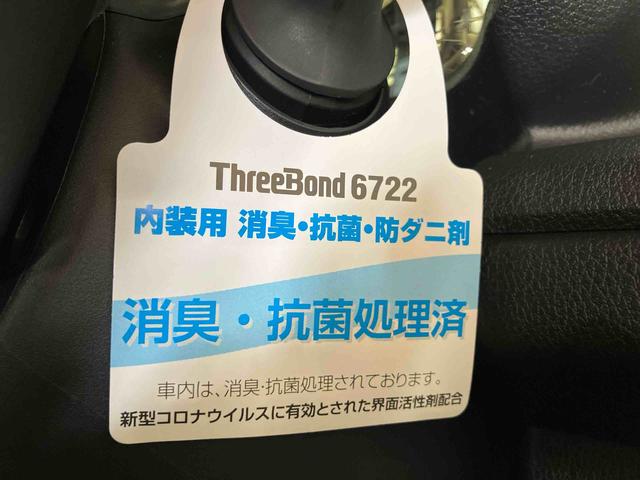 ThreeBond 6722
内装用 消臭・抗菌・防ダニ剤
消臭・抗菌処理済
車内は、消臭・抗菌処理されております。
新型コロナウイルスに有効とされた界面活性剤配合